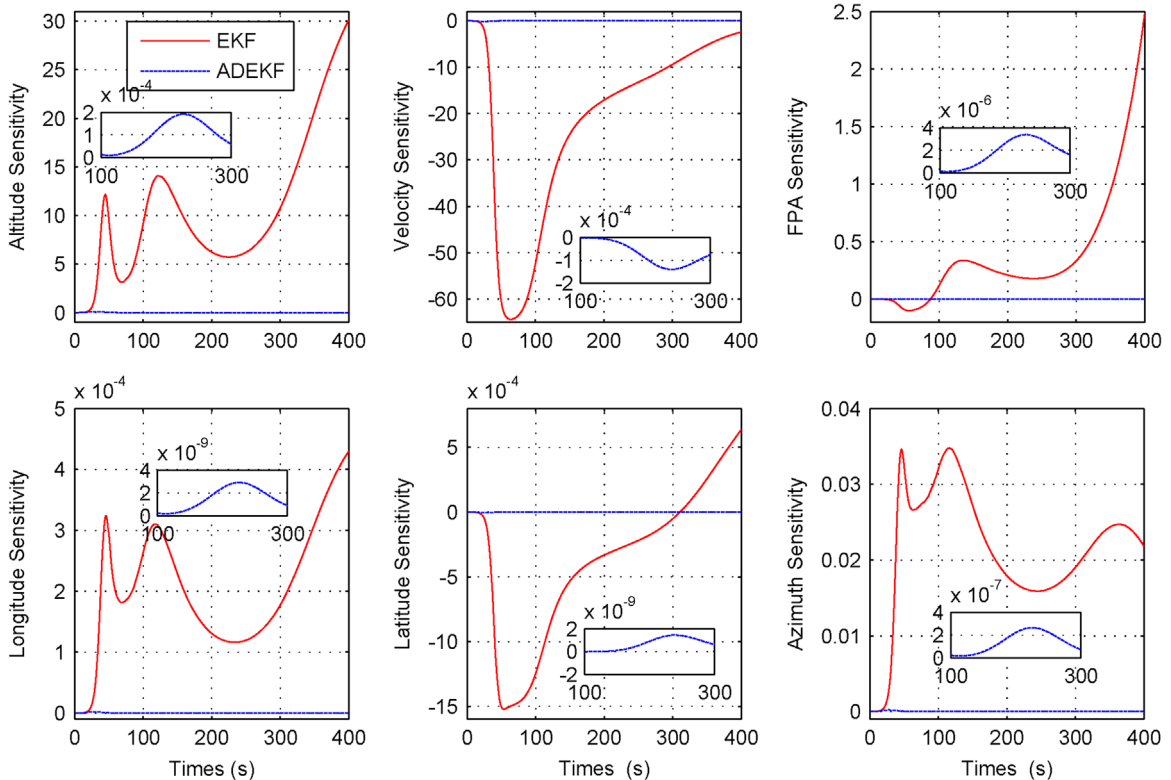 Altitude Sensitivity
30
25
20
15
10
5
0
0 100 200 300 400
EKF
ADEKF
x 10-4
2
1
0
100 300
Velocity Sensitivity
0
-10
-20
-30
-40
-50
-60
0 100 200 300 400
x 10-4
0
-1
-2
100 300
FPA Sensitivity
2.5
2
1.5
1
0.5
0
0 100 200 300 400
x 10-6
4
2
0
100 300
Longitude Sensitivity
x 10-4
5
4
3
2
1
0
0 100 200 300 400
Times (s)
x 10-9
4
2
0
100 300
Latitude Sensitivity
x 10-4
5
0
-5
-10
-15
0 100 200 300 400
Times (s)
x 10-9
2
0
-2
100 300
Azimuth Sensitivity
0.04
0.03
0.02
0.01
0
0 100 200 300 400
Times (s)
x 10-7
4
2
0
100 300